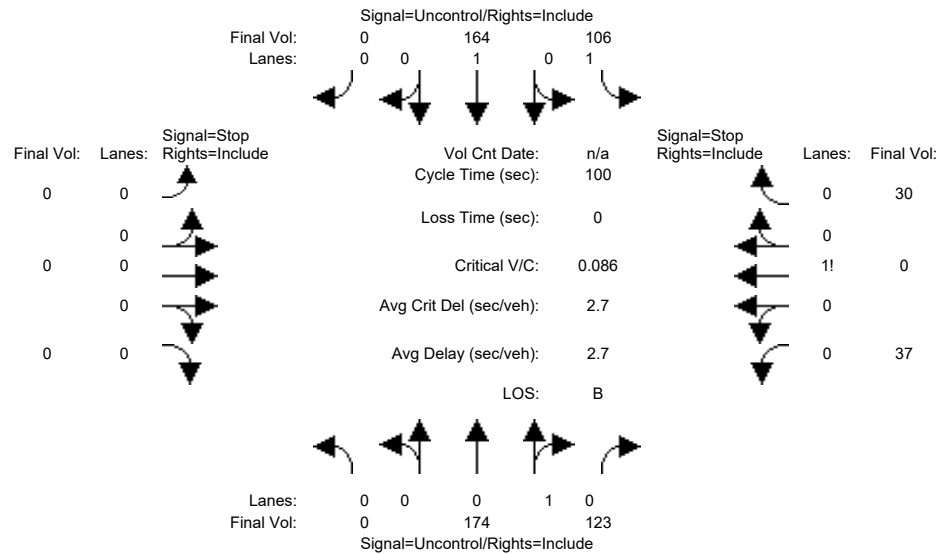 Signal=Uncontrol/Rights=Include
Final Vol: 0 164 106
Lanes: 0 0 1 0 1
Signal=Stop Signal=Stop
Final Vol: Lanes: Rights=Include Vol Cnt Date: n/a Rights=Include Lanes: Final Vol:
Cycle Time (sec): 100
0 0 0 30
Loss Time (sec): 0
0 0
0 0 Critical V/C: 0.086 1! 0
0 Avg Crit Del (sec/veh): 2.7 0
0 0 Avg Delay (sec/veh): 2.7 0 37
LOS: B
Lanes: 0 0 0 1 0
Final Vol: 0 174 123
Signal=Uncontrol/Rights=Include